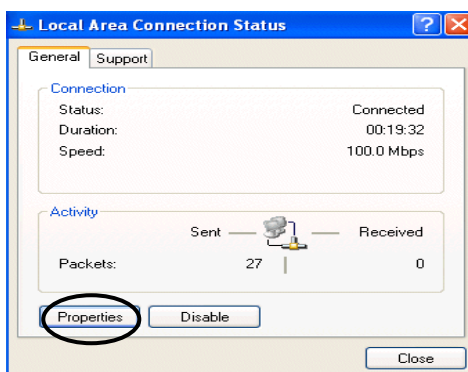 Local Area Connection Status
General Support
Connection
Status: Connected
Duration: 00:19:32
Speed: 100.0 Mbps
Activity
Sent Received
Packets: 27 0
Properties Disable
Close